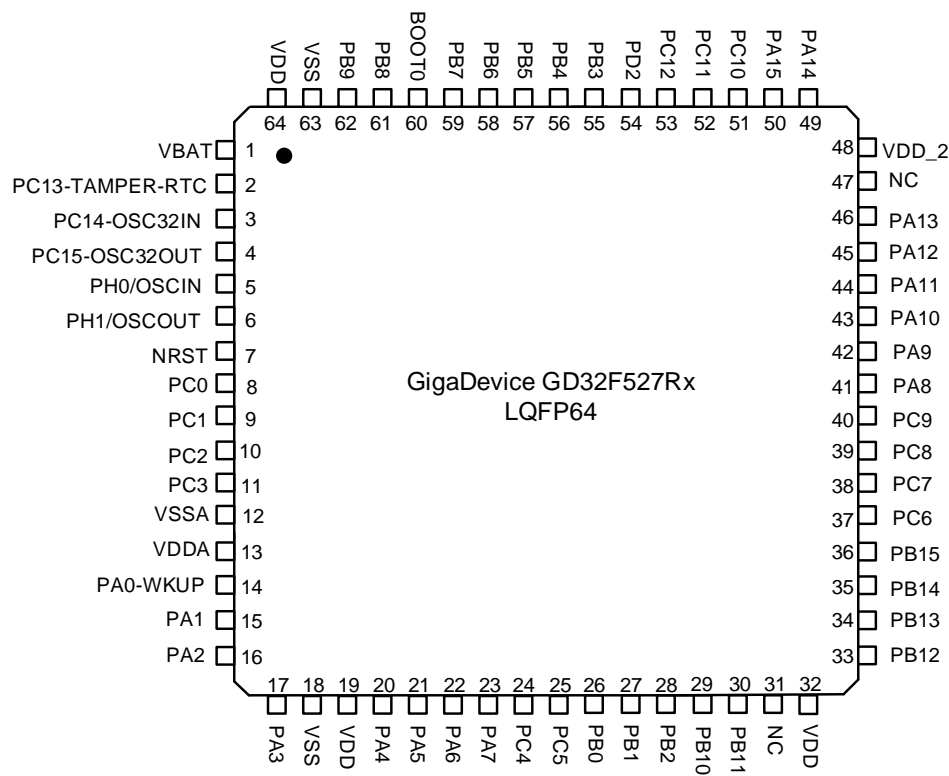 VDD
VSS
PB9
PB8
BOOT0
PB7
PB6
PB5
PB4
PB3
PD2
PC12
PC11
PC10
PA15
PA14
64 63 62 61 60 59 58 57 56 55 54 53 52 51 50 49
VBAT 1
PC13-TAMPER-RTC 2
PC14-OSC32IN 3
PC15-OSC32OUT 4
PH0/OSCIN 5
PH1/OSCOUT 6
NRST 7
PC0 8
PC1 9
PC2 10
PC3 11
VSSA 12
VDDA 13
PA0-WKUP 14
PA1 15
PA2 16
GigaDevice GD32F527Rx
LQFP64
48 VDD_2
47 NC
46 PA13
45 PA12
44 PA11
43 PA10
42 PA9
41 PA8
40 PC9
39 PC8
38 PC7
37 PC6
36 PB15
35 PB14
34 PB13
33 PB12
17 18 19 20 21 22 23 24 25 26 27 28 29 30 31 32
PA3
VSS
VDD
PA4
PA5
PA6
PA7
PC4
PC5
PB0
PB1
PB2
PB10
PB11
NC
VDD